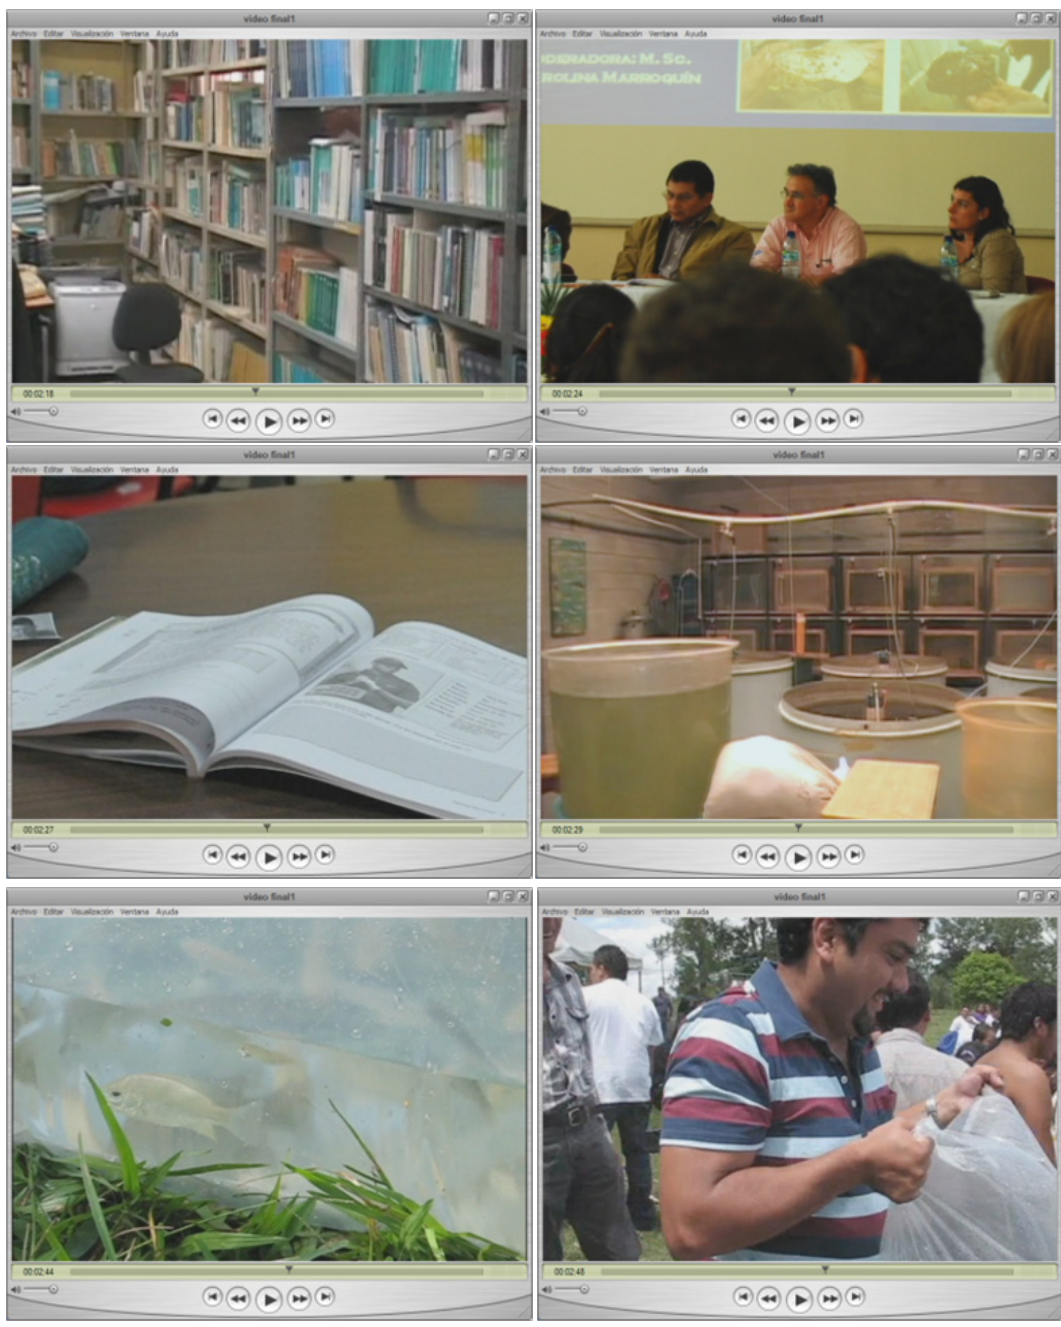 video final1
Archivo Editar Visualización Ventana Ayuda
00:02:18
video final1
Archivo Editar Visualización Ventana Ayuda
MODERADORA: M. SC.
ROLINA MARROQUÍN
00:02:24
video final1
Archivo Editar Visualización Ventana Ayuda
00:02:27
video final1
Archivo Editar Visualización Ventana Ayuda
00:02:29
video final1
Archivo Editar Visualización Ventana Ayuda
00:02:44
video final1
Archivo Editar Visualización Ventana Ayuda
00:02:48